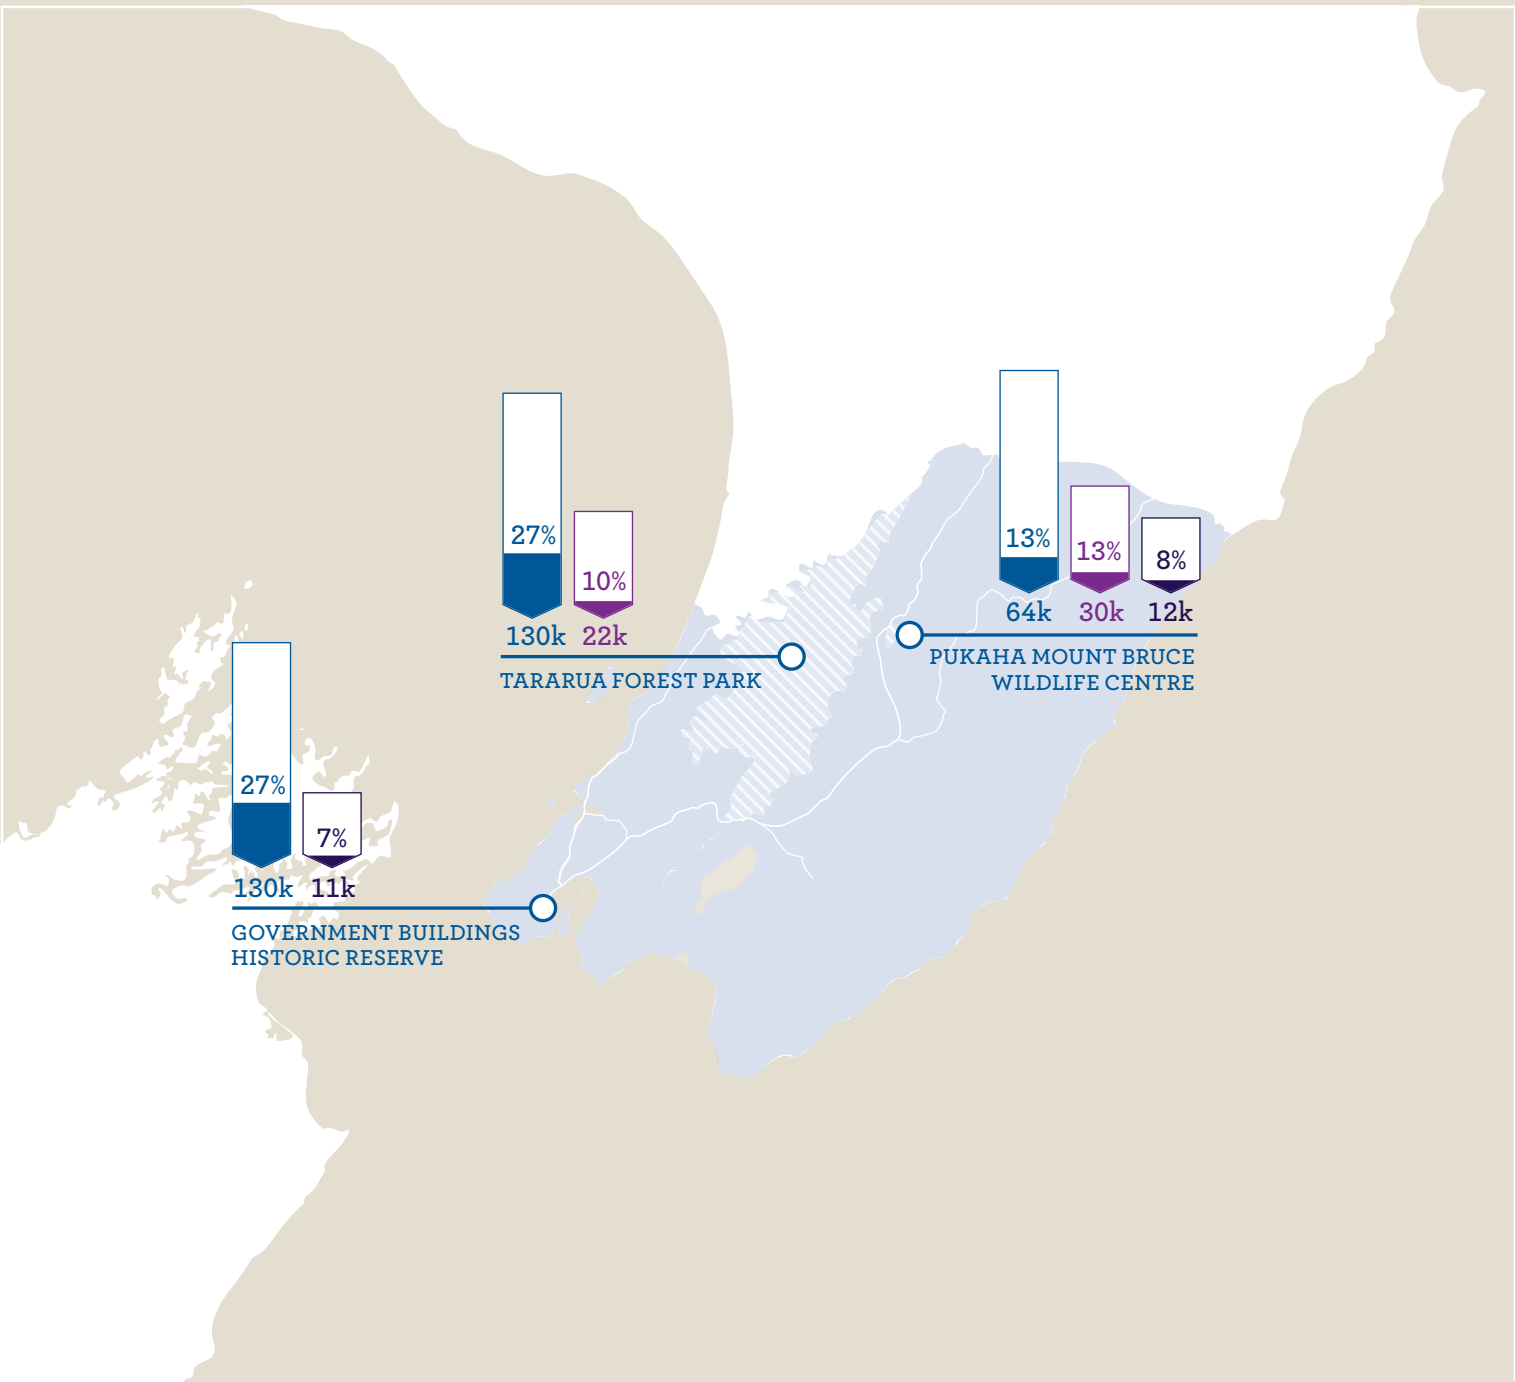 27%
10%
130k 22k
TARARUA FOREST PARK
13%
13%
8%
64k 30k 12k
PUKAHA MOUNT BRUCE
WILDLIFE CENTRE
27%
7%
130k 11k
GOVERNMENT BUILDINGS
HISTORIC RESERVE